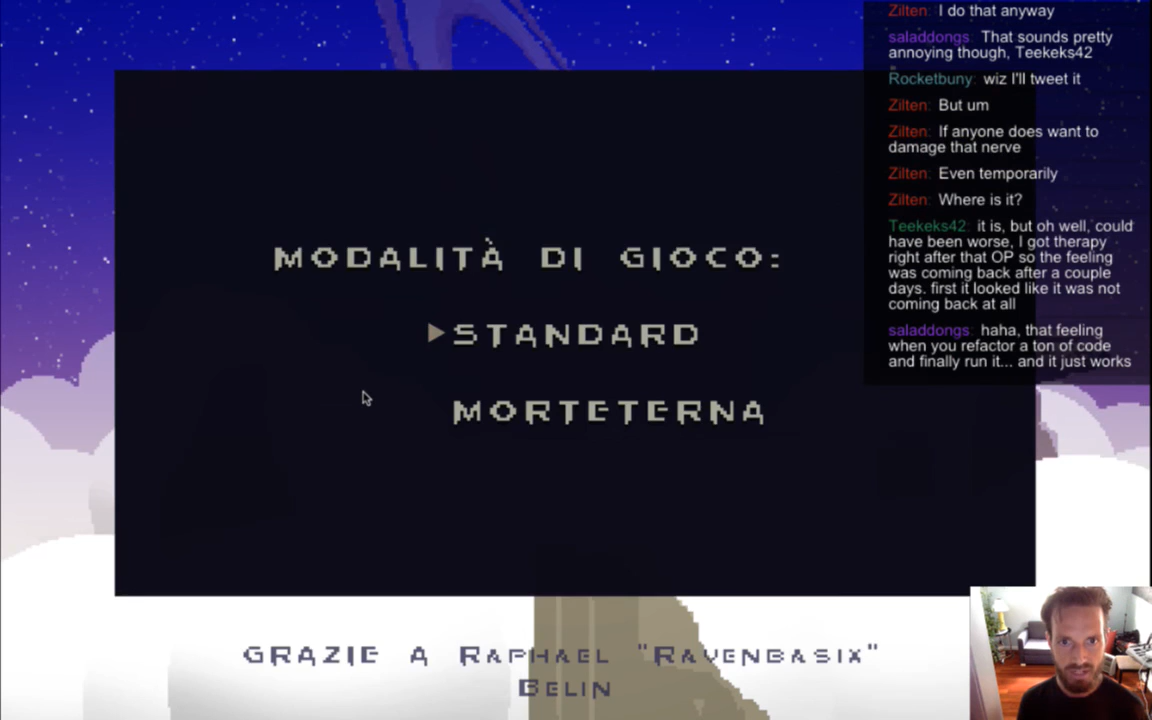 MODALITÀ DI GIOCO:
STANDARD
MORTETERNA
GRAZIE A RAPHAEL "RAVENBASIX"
BELIN
Zilten: I do that anyway
saladdongs: That sounds pretty
annoying though, Teekeks42
Rocketbuny: wiz I'll tweet it
Zilten: But um
Zilten: If anyone does want to
damage that nerve
Zilten: Even temporarily
Zilten: Where is it?
Teekeks42: it is, but oh well, could
have been worse, I got therapy
right after that OP so the feeling
was coming back after a couple
days. first it looked like it was not
coming back at all
saladdongs: haha, that feeling
when you refactor a ton of code
and finally run it... and it just works